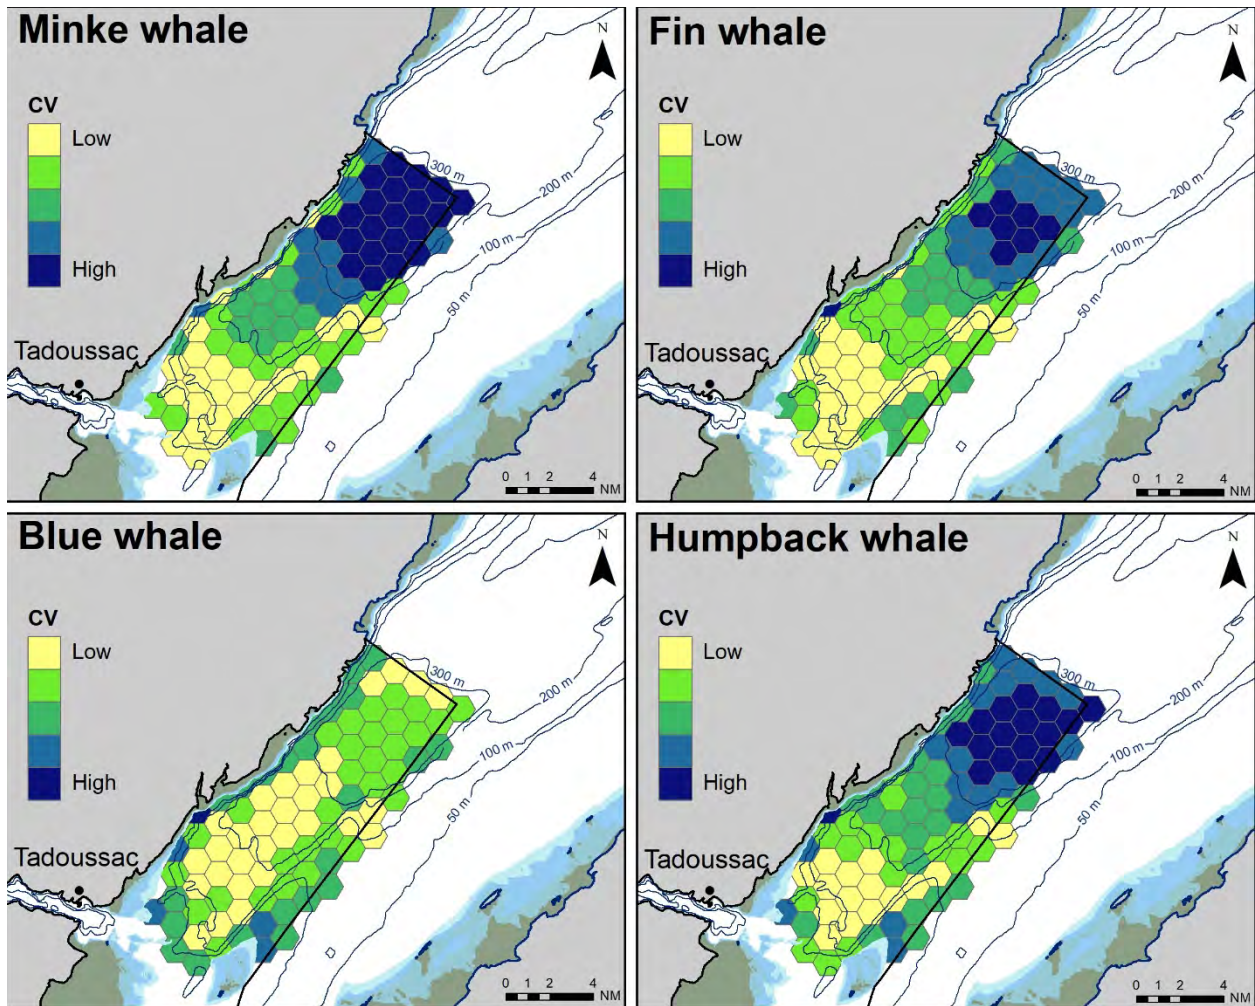 Minke whale
N
CV
Low
High
300 m
200 m
100 m
50 m
Tadoussac
0 1 2 4
NM
Fin whale
N
CV
Low
High
300 m
200 m
100 m
50 m
Tadoussac
0 1 2 4
NM
Blue whale
N
CV
Low
High
300 m
200 m
100 m
50 m
Tadoussac
0 1 2 4
NM
Humpback whale
N
CV
Low
High
300 m
200 m
100 m
50 m
Tadoussac
0 1 2 4
NM